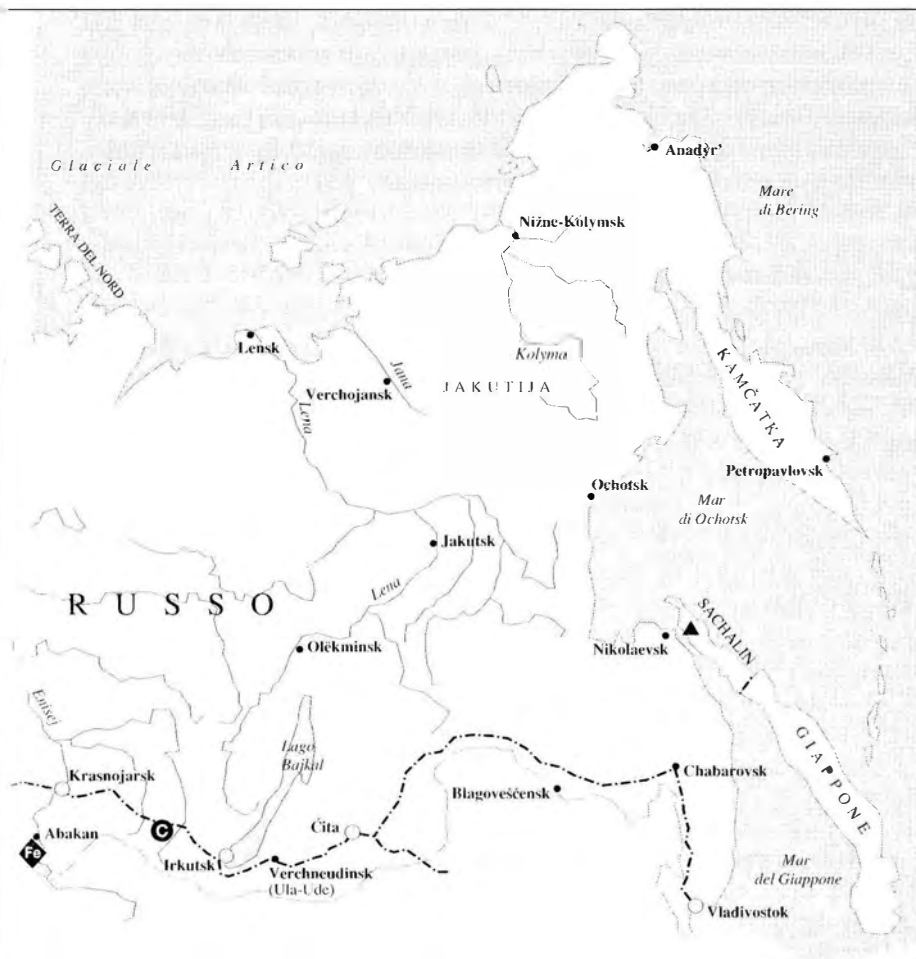 Anadyr'
Glaciale Artico
Mare
di Bering
TERRA DEL NORD
Nižne-Kolymsk
Lensk
Kolyma
Jana
Verchojansk
JAKUTIJA
KAMČATKA
Lena
Petropavlovsk
Ochotsk
Mar
di Ochotsk
Jakutsk
Lena
RUSSO
SACHALIN
Nikolaevsk
Olëkminsk
Enisej
Lago
Bajkal
GIAPPONE
Krasnojarsk
Chabarovsk
Blagoveščensk
Čita
C
Abakan
Fe
Irkutsk
Verchneudinsk
(Ula-Ude)
Mar
del Giappone
Vladivostok